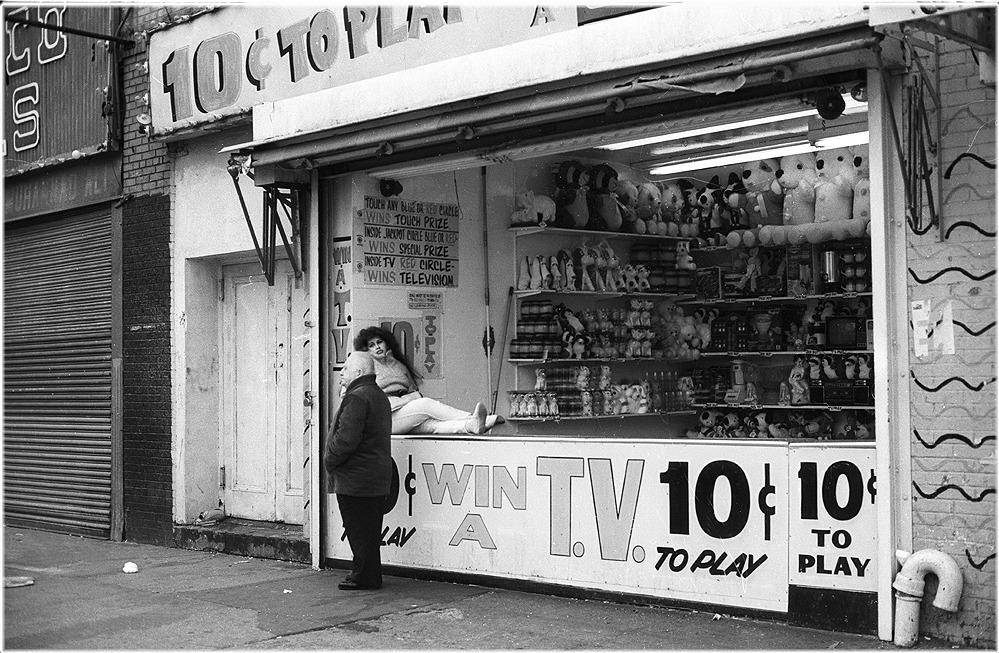 10¢ TO PLAY
A
S
TOUCH ANY BLUE OR RED CIRCLE
WINS TOUCH PRIZE
INSIDE JACKPOT CIRCLE BLUE OR RED
WINS SPECIAL PRIZE
INSIDE TV RED CIRCLE-
WINS TELEVISION
WIN
A
T.V.
10
TO PLAY
¢
PLAY
WIN
A
T.V.
10¢
TO PLAY
10¢
TO
PLAY